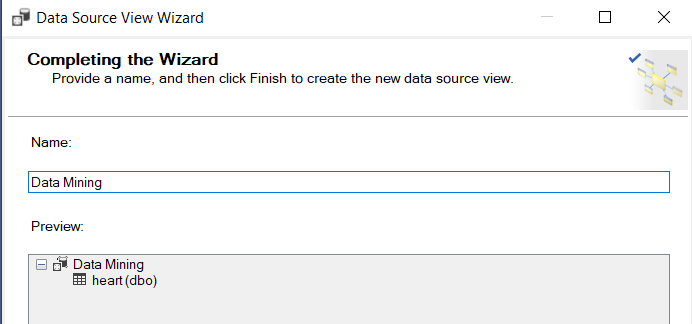 Data Source View Wizard
Completing the Wizard
Provide a name, and then click Finish to create the new data source view.
Name:
Data Mining
Preview:
Data Mining
heart (dbo)